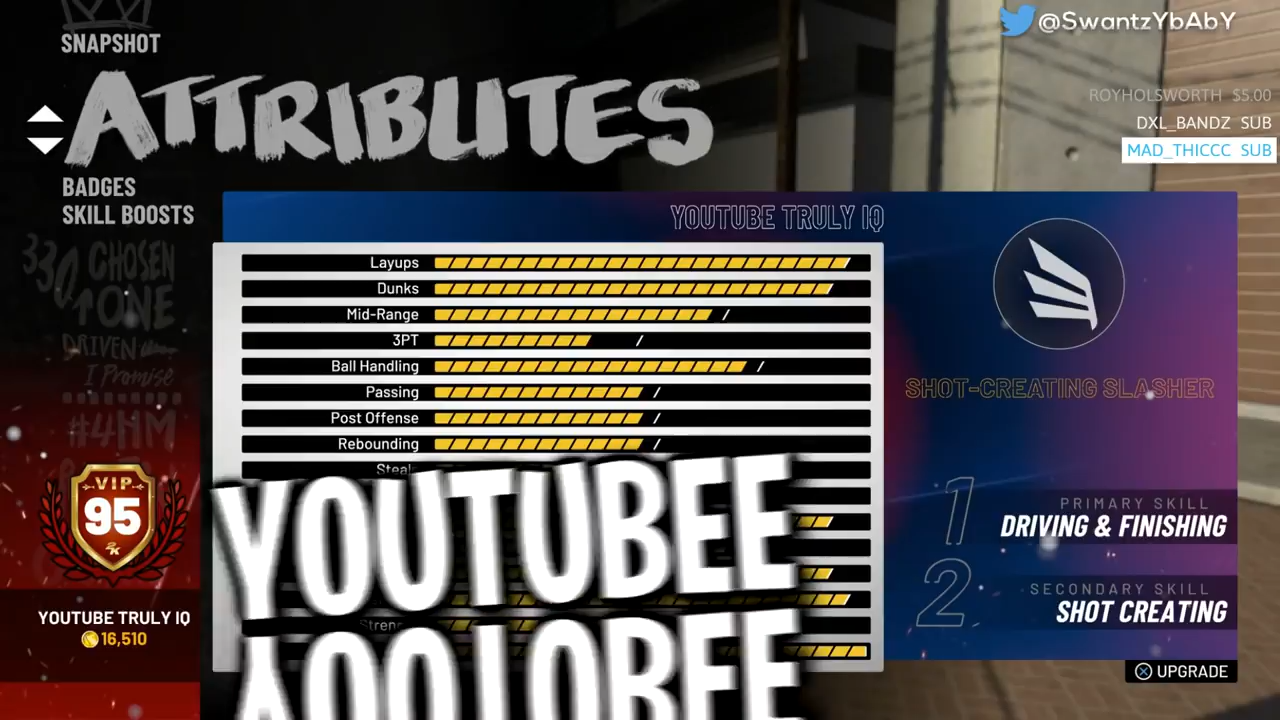 SNAPSHOT
@SwantzYbAbY
ATTRIBUTES
ROYHOLSWORTH $5.00
DXL_BANDZ SUB
MAD_THICCC SUB
BADGES
SKILL BOOSTS
YOUTUBE TRULY IQ
330
CHOSEN
1 ONE
DRIVEN
I Promise
#4HM
Layups
Dunks
Mid-Range
3PT
Ball Handling
Passing
Post Offense
Rebounding
Steal
SHOT-CREATING SLASHER
YOUTUBEE
VIP
95
2K
1
PRIMARY SKILL
DRIVING & FINISHING
2
SECONDARY SKILL
SHOT CREATING
YOUTUBE TRULY IQ
16,510
UPGRADE